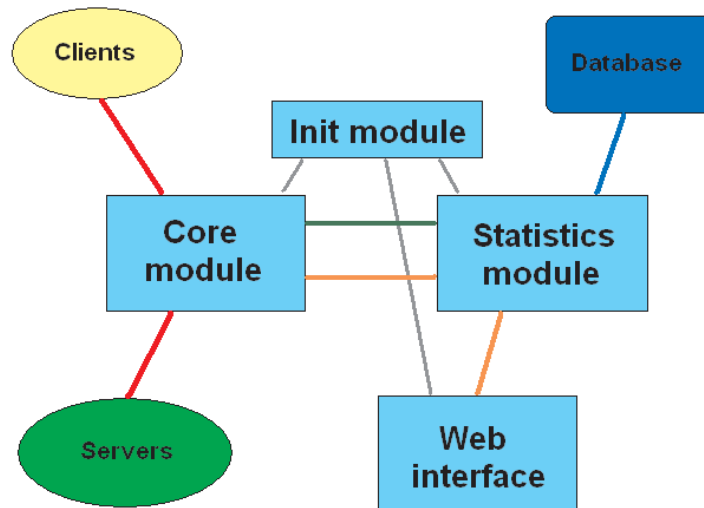 Clients
Database
Init module
Core
module
Statistics
module
Servers
Web
interface